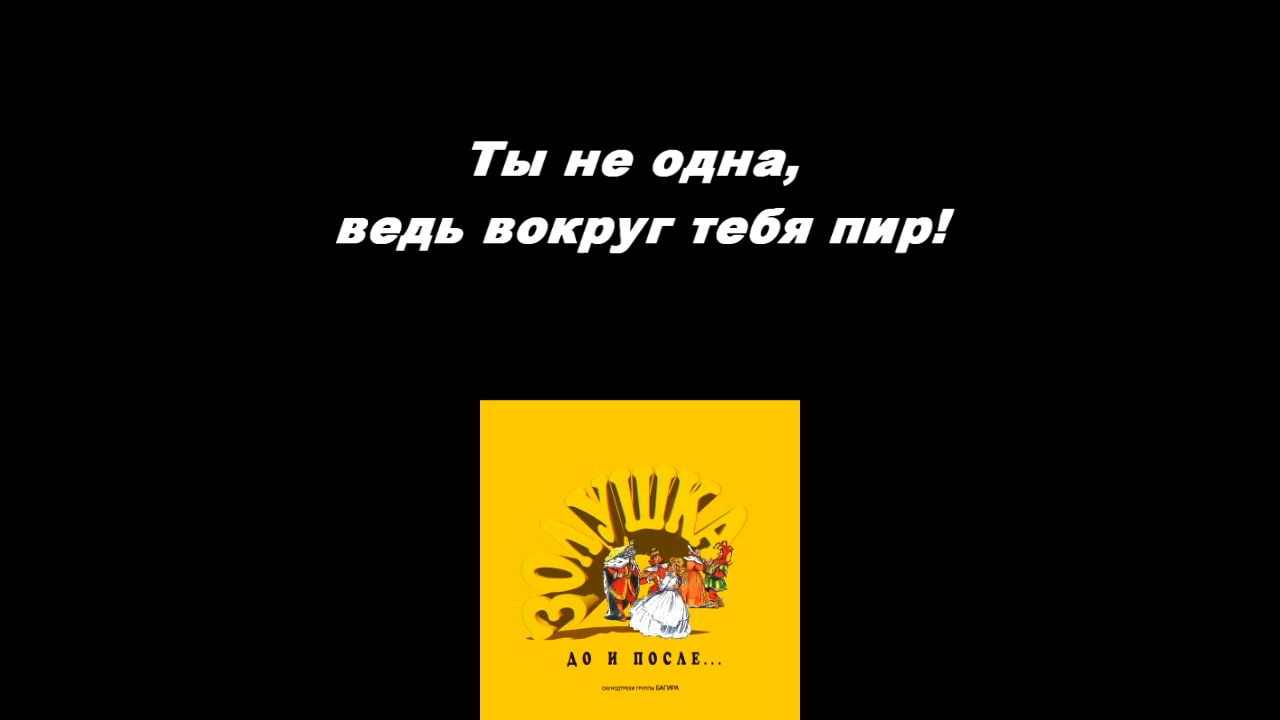 Ты не одна,
ведь вокруг тебя пир!
ЗОЛУШКА
ДО И ПОСЛЕ...
САУНДТРЕКИ ГРУППЫ БАГИРА